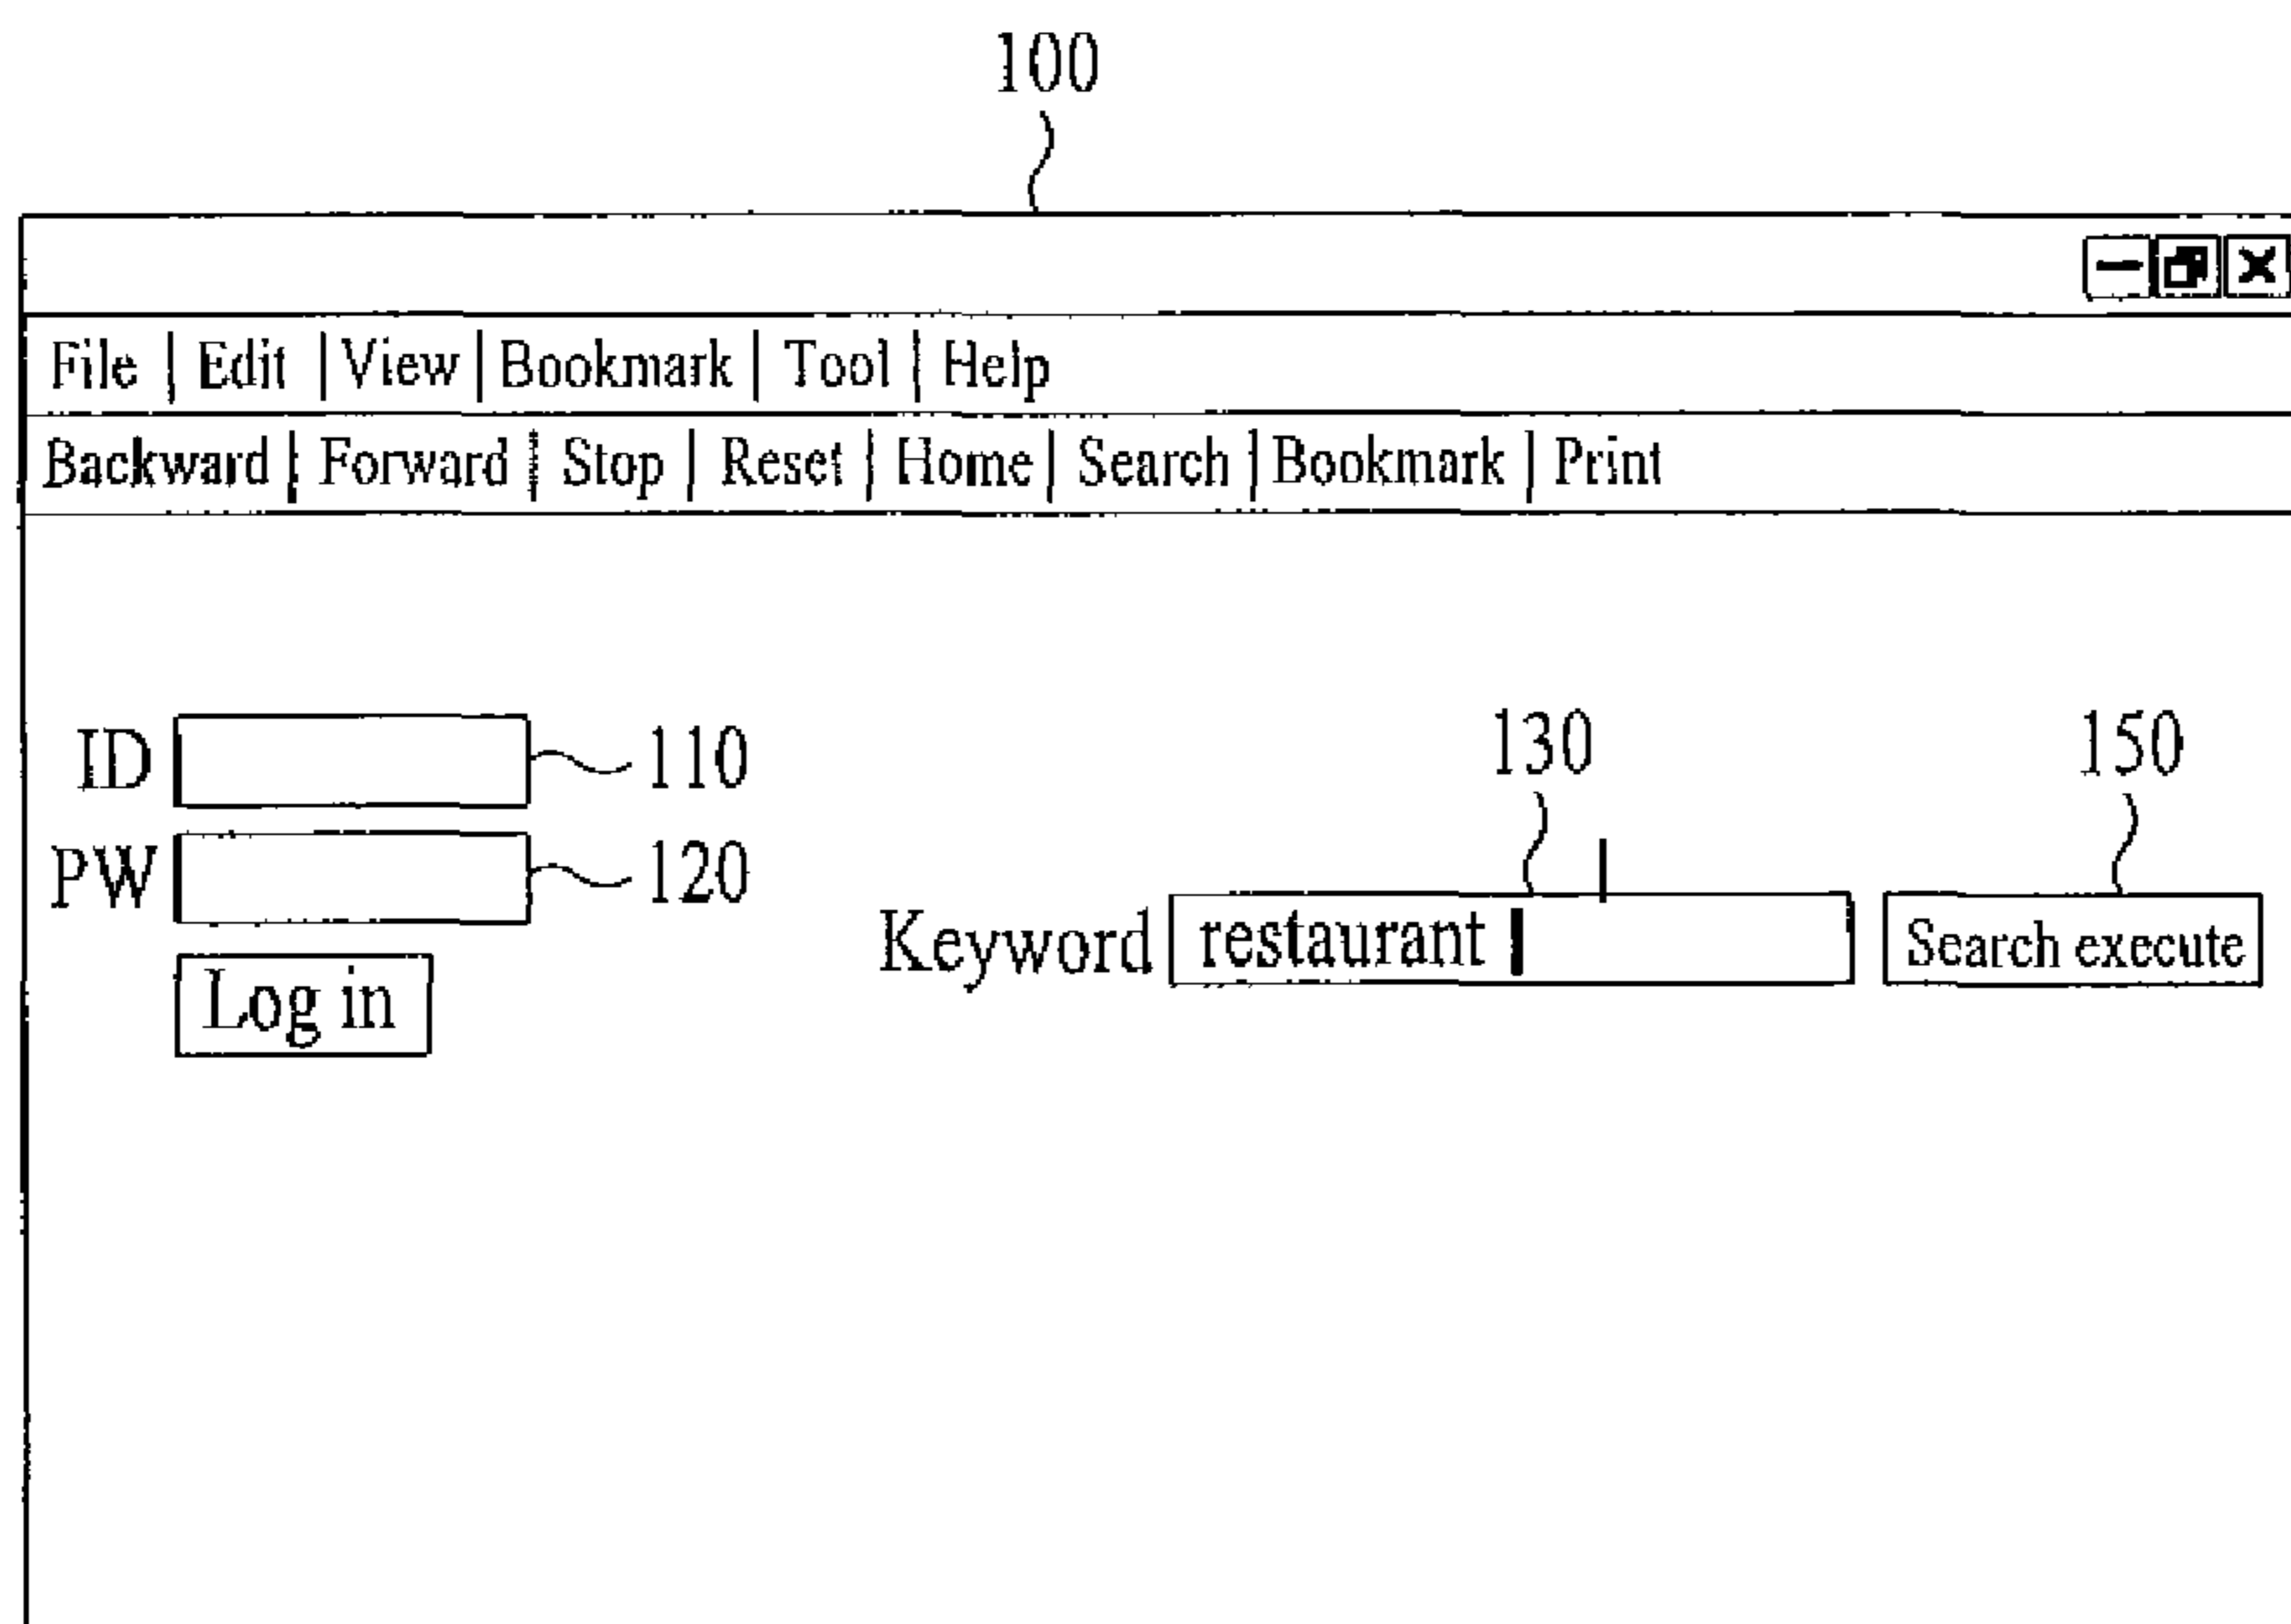 100
File | Edit | View | Bookmark | Tool | Help
Backward | Forward | Stop | Reset | Home | Search | Bookmark | Print
ID 110
PW 120
Log in
130 150
Keyword restaurant Search execute